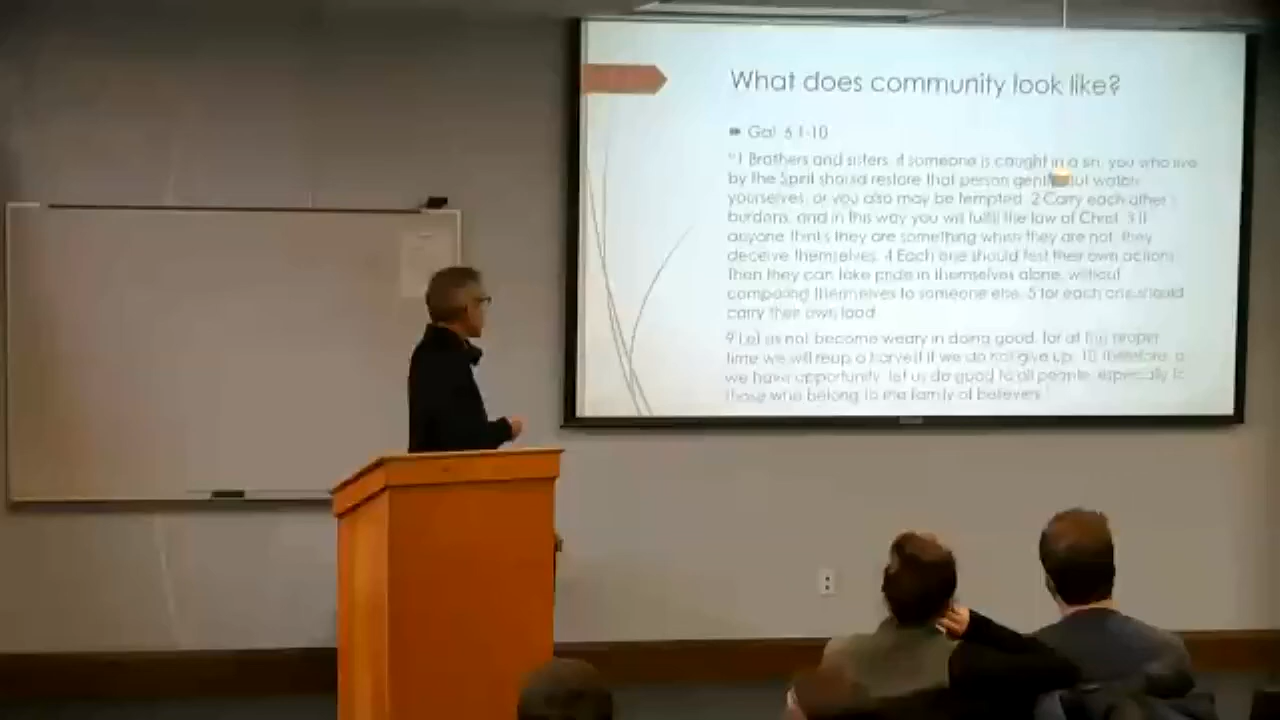 What does community look like?
Gal 6 1-10
"1 Brothers and sisters, if someone is caught in a sin, you who live
by the Spirit should restore that person gently But watch
yourselves, or you also may be tempted. 2 Carry each other
burdens, and in this way you will fulfill the law of Christ. 3 If
anyone thinks they are something when they are not, they
deceive themselves. 4 Each one should test their own actions
Then they can take pride in themselves alone, without
comparing themselves to someone else, 5 for each one should
carry their own load
9 Let us not become weary in doing good, for at the proper
time we will reap a harvest if we do not give up. 10 Therefore, a
we have opportunity, let us do good to all people, especially to
those who belong to the family of believers